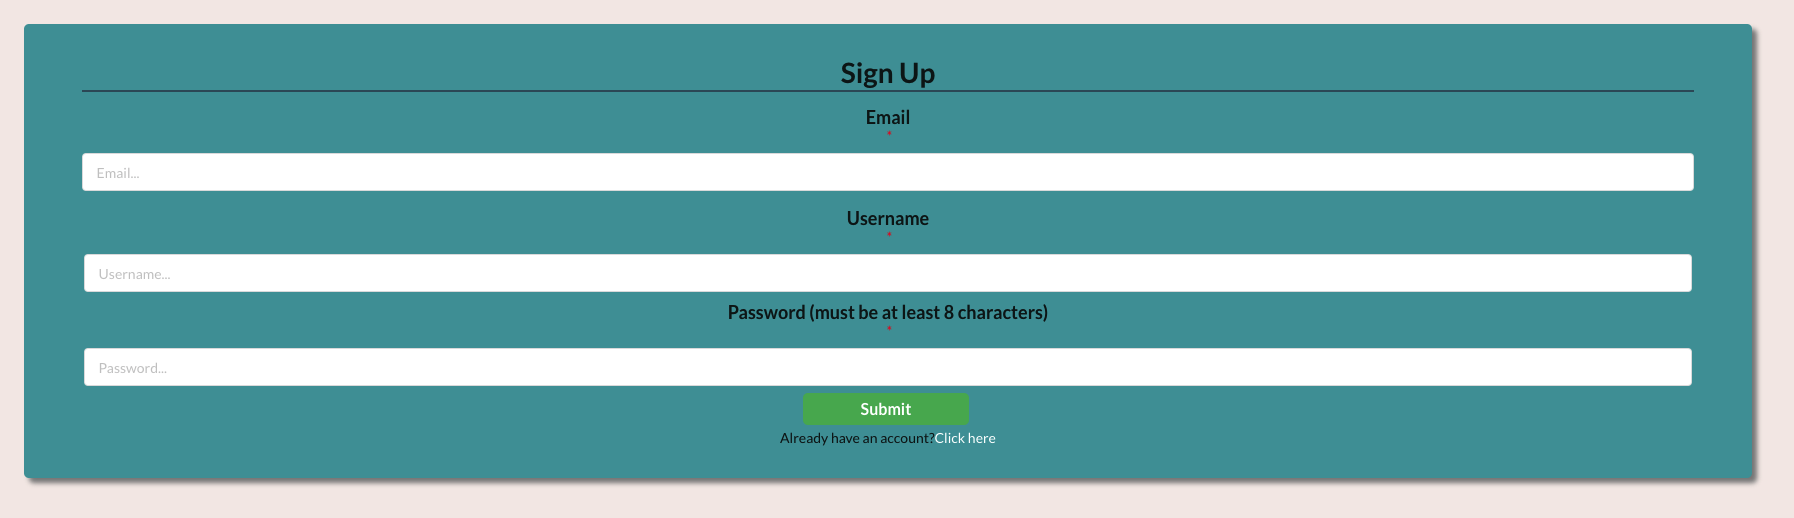 Sign Up
Email
*
Email...
Username
*
Username...
Password (must be at least 8 characters)
*
Password...
Submit
Already have an account?Click here